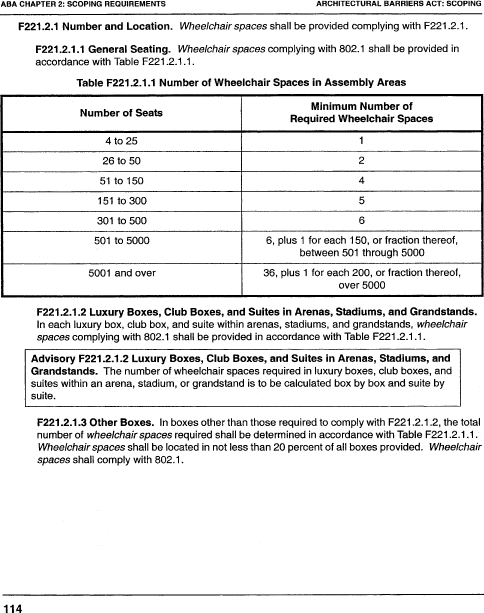 ABA CHAPTER 2: SCOPING REQUIREMENTS ARCHITECTURAL BARRIERS ACT: SCOPING
F221.2.1 Number and Location. Wheelchair spaces shall be provided complying with F221.2.1.
F221.2.1.1 General Seating. Wheelchair spaces complying with 802.1 shall be provided in
accordance with Table F221.2.1.1.
Table F221.2.1.1 Number of Wheelchair Spaces in Assembly Areas
Number of Seats
Minimum Number of
Required Wheelchair Spaces
4 to 25 1
26 to 50 2
51 to 150 4
151 to 300 5
301 to 500 6
501 to 5000 6, plus 1 for each 150, or fraction thereof,
between 501 through 5000
5001 and over 36, plus 1 for each 200, or fraction thereof,
over 5000
F221.2.1.2 Luxury Boxes, Club Boxes, and Suites in Arenas, Stadiums, and Grandstands.
In each luxury box, club box, and suite within arenas, stadiums, and grandstands, wheelchair
spaces complying with 802.1 shall be provided in accordance with Table F221.2.1.1.
Advisory F221.2.1.2 Luxury Boxes, Club Boxes, and Suites in Arenas, Stadiums, and
Grandstands. The number of wheelchair spaces required in luxury boxes, club boxes, and
suites within an arena, stadium, or grandstand is to be calculated box by box and suite by
suite.
F221.2.1.3 Other Boxes. In boxes other than those required to comply with F221.2.1.2, the total
number of wheelchair spaces required shall be determined in accordance with Table F221.2.1.1.
Wheelchair spaces shall be located in not less than 20 percent of all boxes provided. Wheelchair
spaces shall comply with 802.1.
114